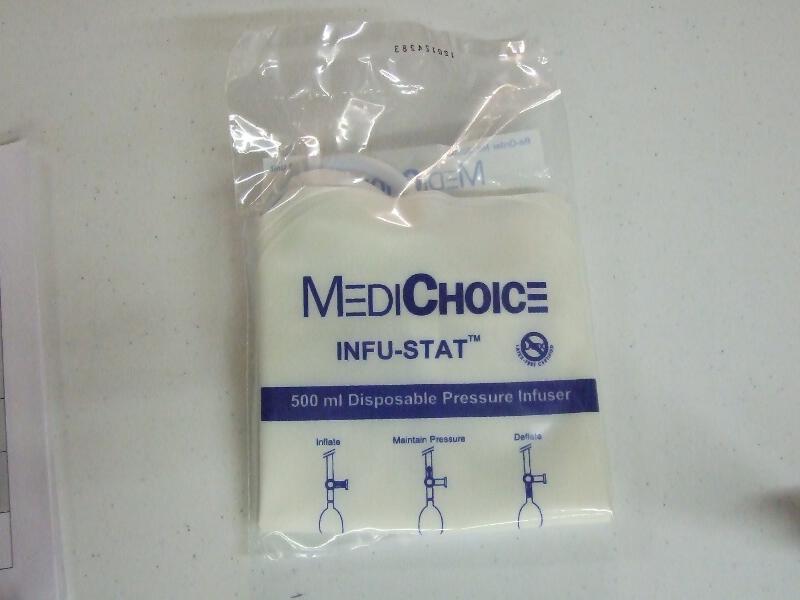 MEDICHOICE
INFU-STAT™
500 ml Disposable Pressure Infuser
Inflate
Maintain Pressure
Deflate